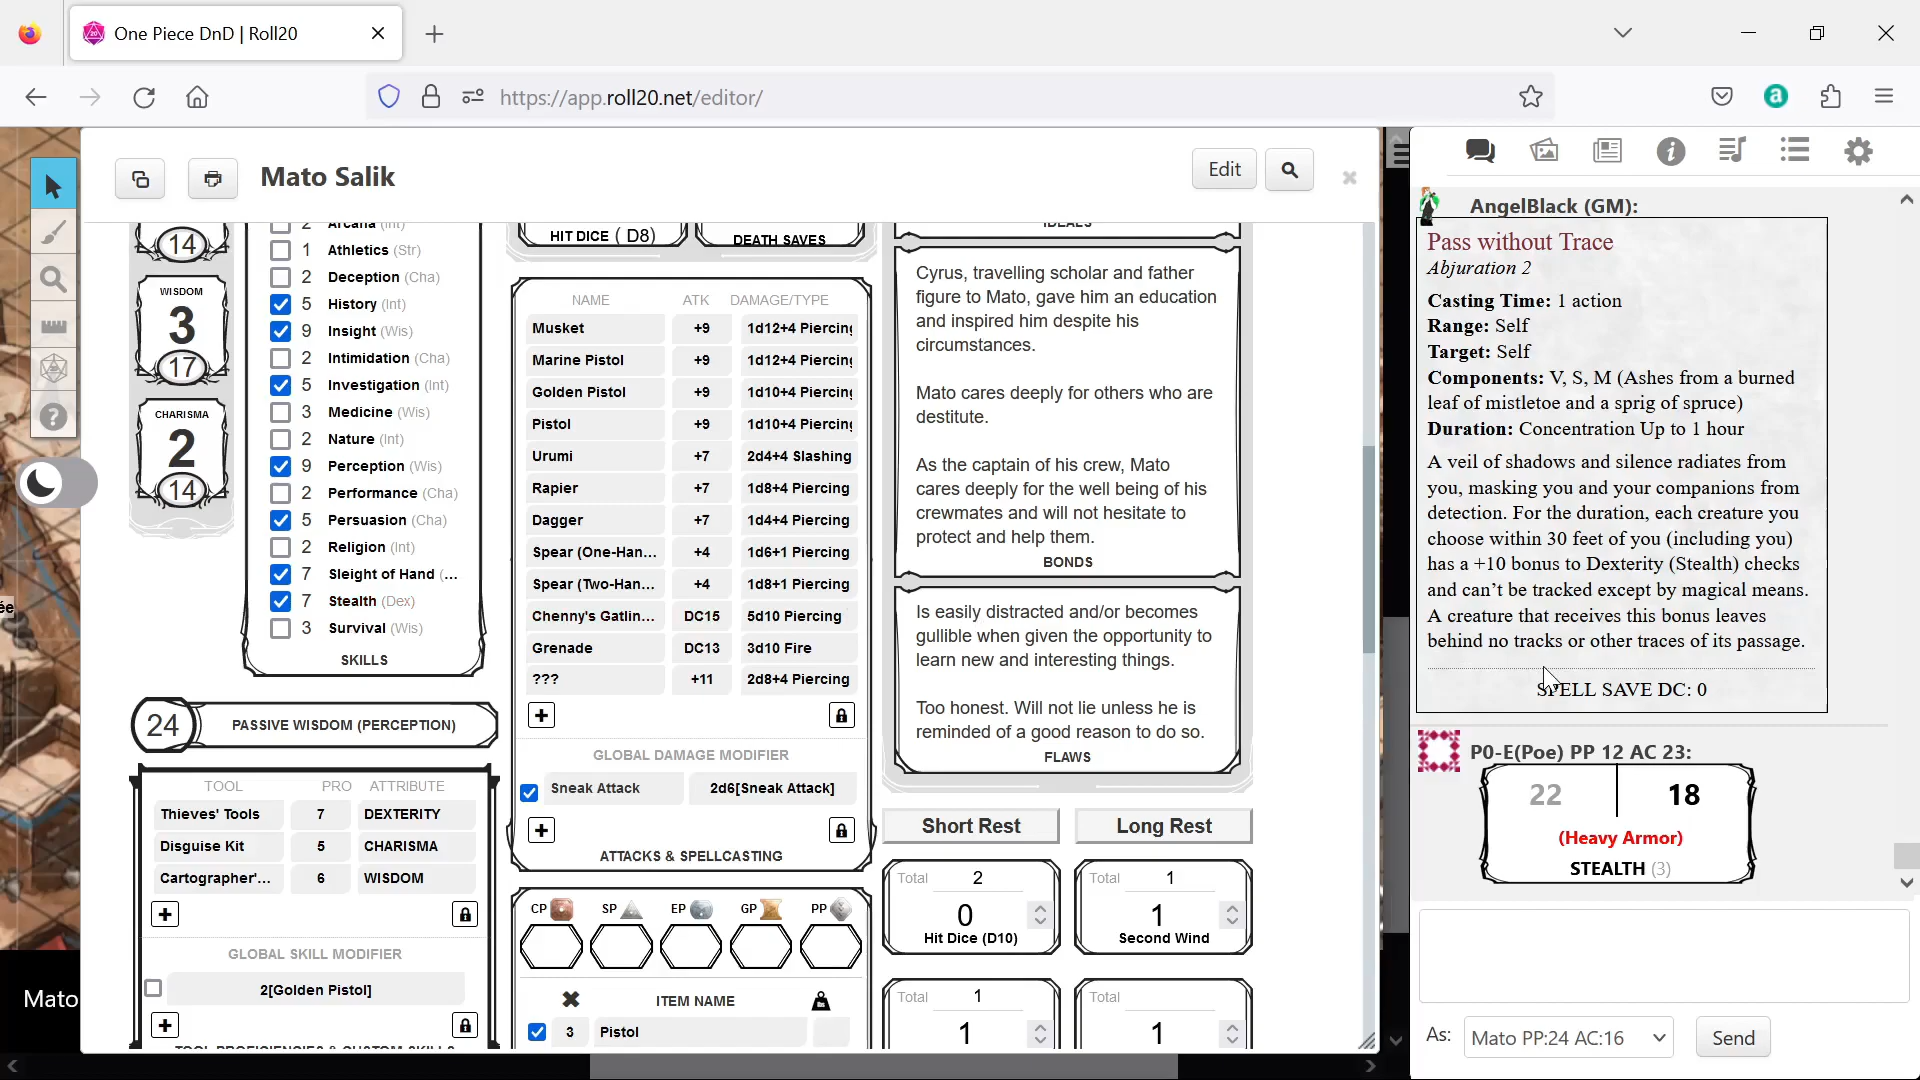 One Piece DnD | Roll20
https://app.roll20.net/editor/
Mato Salik
Edit
14
WISDOM
3
17
CHARISMA
2
14
2 Arcana (Int)
1 Athletics (Str)
2 Deception (Cha)
5 History (Int)
9 Insight (Wis)
2 Intimidation (Cha)
5 Investigation (Int)
3 Medicine (Wis)
2 Nature (Int)
9 Perception (Wis)
2 Performance (Cha)
5 Persuasion (Cha)
2 Religion (Int)
7 Sleight of Hand (...
7 Stealth (Dex)
3 Survival (Wis)
SKILLS
24 PASSIVE WISDOM (PERCEPTION)
TOOL PRO ATTRIBUTE
Thieves' Tools 7 DEXTERITY
Disguise Kit 5 CHARISMA
Cartographer'... 6 WISDOM
GLOBAL SKILL MODIFIER
2[Golden Pistol]
TOOL PROFICIENCIES & CUSTOM SKILLS
HIT DICE ( D8)
DEATH SAVES
NAME ATK DAMAGE/TYPE
Musket +9 1d12+4 Piercing
Marine Pistol +9 1d12+4 Piercing
Golden Pistol +9 1d10+4 Piercing
Pistol +9 1d10+4 Piercing
Urumi +7 2d4+4 Slashing
Rapier +7 1d8+4 Piercing
Dagger +7 1d4+4 Piercing
Spear (One-Han... +4 1d6+1 Piercing
Spear (Two-Han... +4 1d8+1 Piercing
Chenny's Gatlin... DC15 5d10 Piercing
Grenade DC13 3d10 Fire
??? +11 2d8+4 Piercing
GLOBAL DAMAGE MODIFIER
Sneak Attack 2d6[Sneak Attack]
ATTACKS & SPELLCASTING
CP SP EP GP PP
ITEM NAME
3 Pistol
IDEALS
Cyrus, travelling scholar and father
figure to Mato, gave him an education
and inspired him despite his
circumstances.
Mato cares deeply for others who are
destitute.
As the captain of his crew, Mato
cares deeply for the well being of his
crewmates and will not hesitate to
protect and help them.
BONDS
Is easily distracted and/or becomes
gullible when given the opportunity to
learn new and interesting things.
Too honest. Will not lie unless he is
reminded of a good reason to do so.
FLAWS
Short Rest
Long Rest
Total 2
0
Hit Dice (D10)
Total 1
1
Second Wind
Total 1
1
Total
1
AngelBlack (GM):
Pass without Trace
Abjuration 2
Casting Time: 1 action
Range: Self
Target: Self
Components: V, S, M (Ashes from a burned
leaf of mistletoe and a sprig of spruce)
Duration: Concentration Up to 1 hour
A veil of shadows and silence radiates from
you, masking you and your companions from
detection. For the duration, each creature you
choose within 30 feet of you (including you)
has a +10 bonus to Dexterity (Stealth) checks
and can't be tracked except by magical means.
A creature that receives this bonus leaves
behind no tracks or other traces of its passage.
SPELL SAVE DC: 0
P0-E(Poe) PP 12 AC 23:
22 18
(Heavy Armor)
STEALTH (3)
As:
Mato PP:24 AC:16
Send
ée
Mato